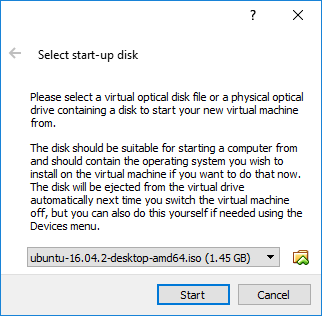 ?
Select start-up disk
Please select a virtual optical disk file or a physical optical
drive containing a disk to start your new virtual machine
from.
The disk should be suitable for starting a computer from
and should contain the operating system you wish to
install on the virtual machine if you want to do that now.
The disk will be ejected from the virtual drive
automatically next time you switch the virtual machine
off, but you can also do this yourself if needed using the
Devices menu.
ubuntu-16.04.2-desktop-amd64.iso (1.45 GB)
Start Cancel